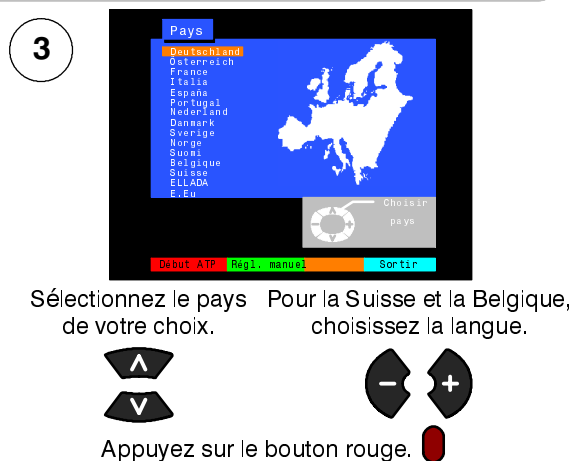 3
Pays
Deutschland
Österreich
France
Italia
España
Portugal
Nederland
Danmark
Sverige
Norge
Suomi
Belgique
Suisse
ELLADA
E.Eu
Choisir
pays
Début ATP Régl. manuel Sortir
Sélectionnez le pays
de votre choix.
Pour la Suisse et la Belgique,
choisissez la langue.
Appuyez sur le bouton rouge.